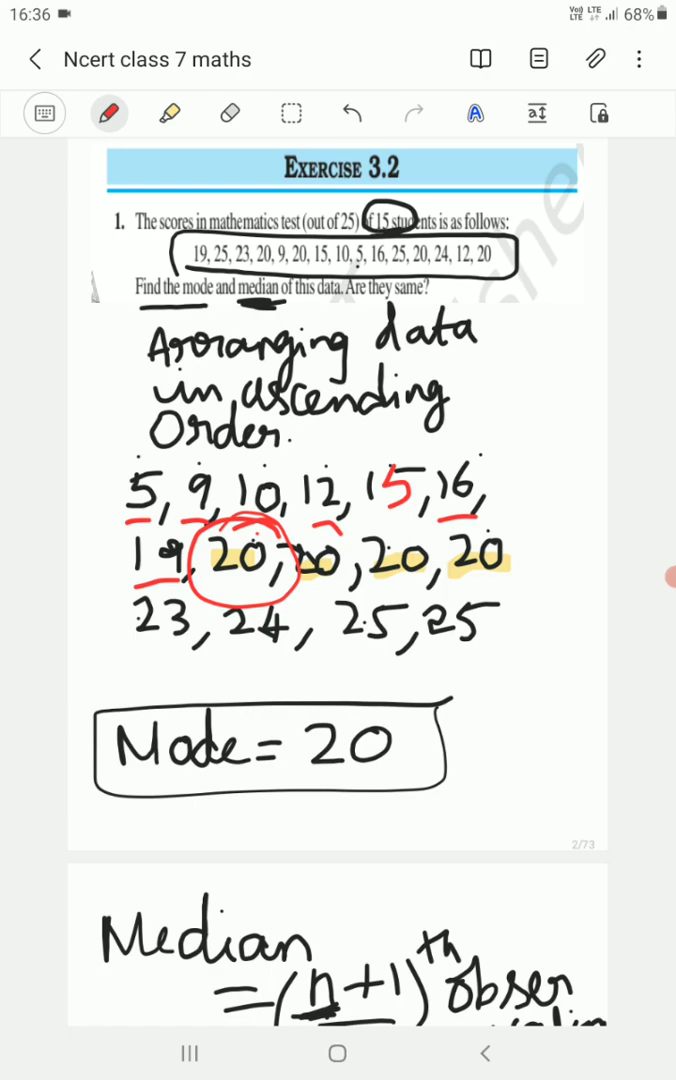 16:36 Vo) LTE LTE 68%
Ncert class 7 maths
EXERCISE 3.2
1. The scores in mathematics test (out of 25) of 15 students is as follows:
19, 25, 23, 20, 9, 20, 15, 10, 5, 16, 25, 20, 24, 12, 20
Find the mode and median of this data. Are they same?
Arranging data
in ascending
Order.
5, 9, 10, 12, 15, 16,
19, 20, 20, 20, 20
23, 24, 25, 25
Mode = 20
2/73
Median
= (n+1)th obser